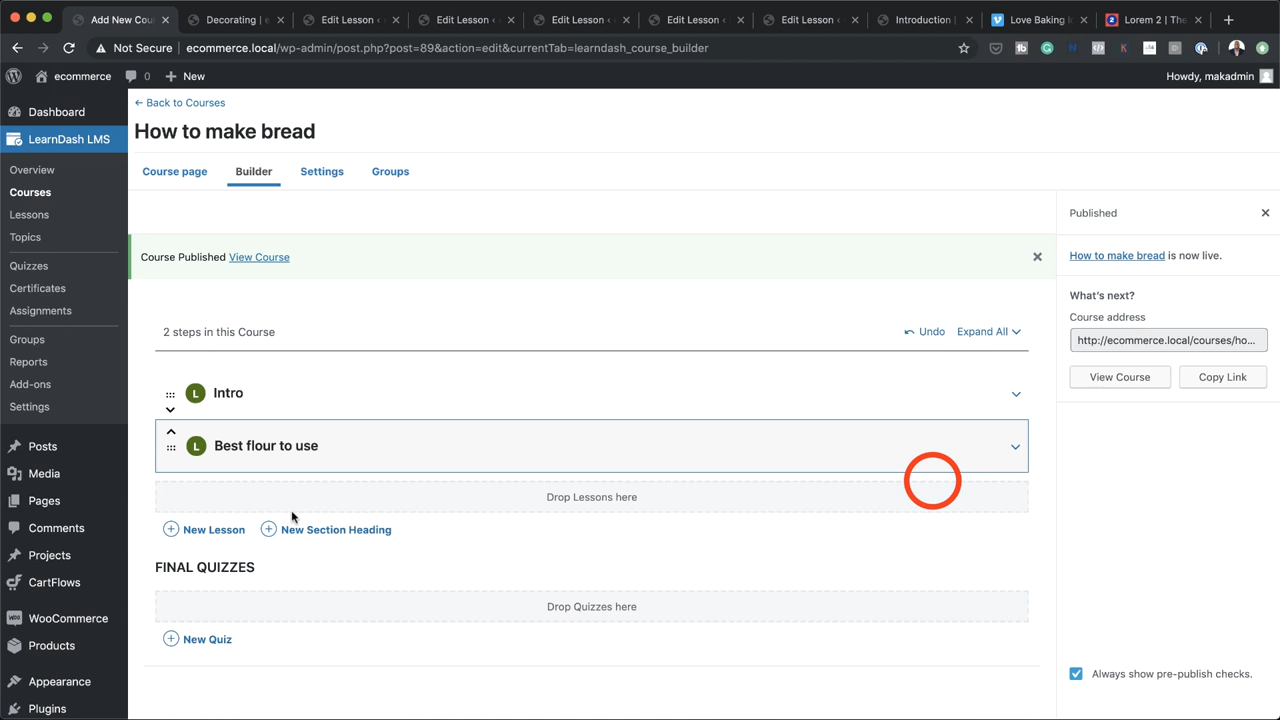 Add New Cou
Decorating | e
Edit Lesson ‹
Edit Lesson ‹
Edit Lesson ‹
Edit Lesson ‹
Edit Lesson ‹
Introduction |
Love Baking I
Lorem 2 | The
Not Secure | ecommerce.local/wp-admin/post.php?post=89&action=edit&currentTab=learndash_course_builder
ecommerce
0
New
Howdy, makadmin
Dashboard
LearnDash LMS
Overview
Courses
Lessons
Topics
Quizzes
Certificates
Assignments
Groups
Reports
Add-ons
Settings
Posts
Media
Pages
Comments
Projects
CartFlows
WooCommerce
Products
Appearance
Plugins
← Back to Courses
How to make bread
Course page
Builder
Settings
Groups
Course Published View Course
2 steps in this Course
Undo
Expand All
L Intro
L Best flour to use
Drop Lessons here
New Lesson
New Section Heading
FINAL QUIZZES
Drop Quizzes here
New Quiz
Published
How to make bread is now live.
What's next?
Course address
http://ecommerce.local/courses/ho...
View Course
Copy Link
Always show pre-publish checks.